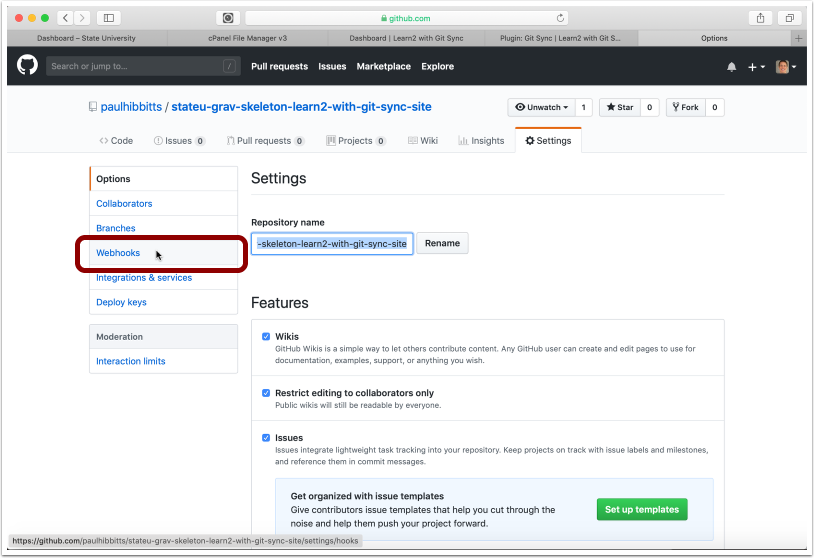 github.com
Dashboard – State University
cPanel File Manager v3
Dashboard | Learn2 with Git Sync
Plugin: Git Sync | Learn2 with Git S...
Options
Search or jump to...
/
Pull requests Issues Marketplace Explore
paulhibbitts / stateu-grav-skeleton-learn2-with-git-sync-site
Unwatch 1 Star 0 Fork 0
Code Issues 0 Pull requests 0 Projects 0 Wiki Insights Settings
Options
Collaborators
Branches
Webhooks
Integrations & services
Deploy keys
Moderation
Interaction limits
Settings
Repository name
-skeleton-learn2-with-git-sync-site Rename
Features
Wikis
GitHub Wikis is a simple way to let others contribute content. Any GitHub user can create and edit pages to use for
documentation, examples, support, or anything you wish.
Restrict editing to collaborators only
Public wikis will still be readable by everyone.
Issues
Issues integrate lightweight task tracking into your repository. Keep projects on track with issue labels and milestones,
and reference them in commit messages.
Get organized with issue templates
Give contributors issue templates that help you cut through the
noise and help them push your project forward.
Set up templates
https://github.com/paulhibbitts/stateu-grav-skeleton-learn2-with-git-sync-site/settings/hooks